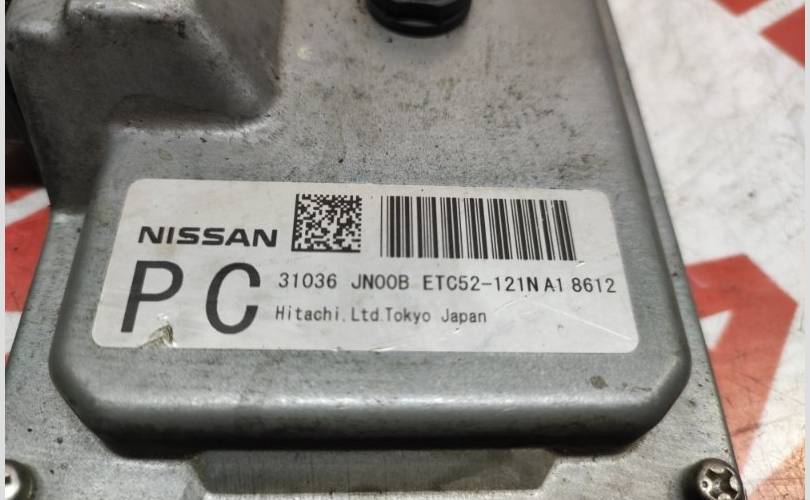 NISSAN
PC
31036 JN00B ETC52-121N A1 8612
Hitachi.Ltd.Tokyo Japan